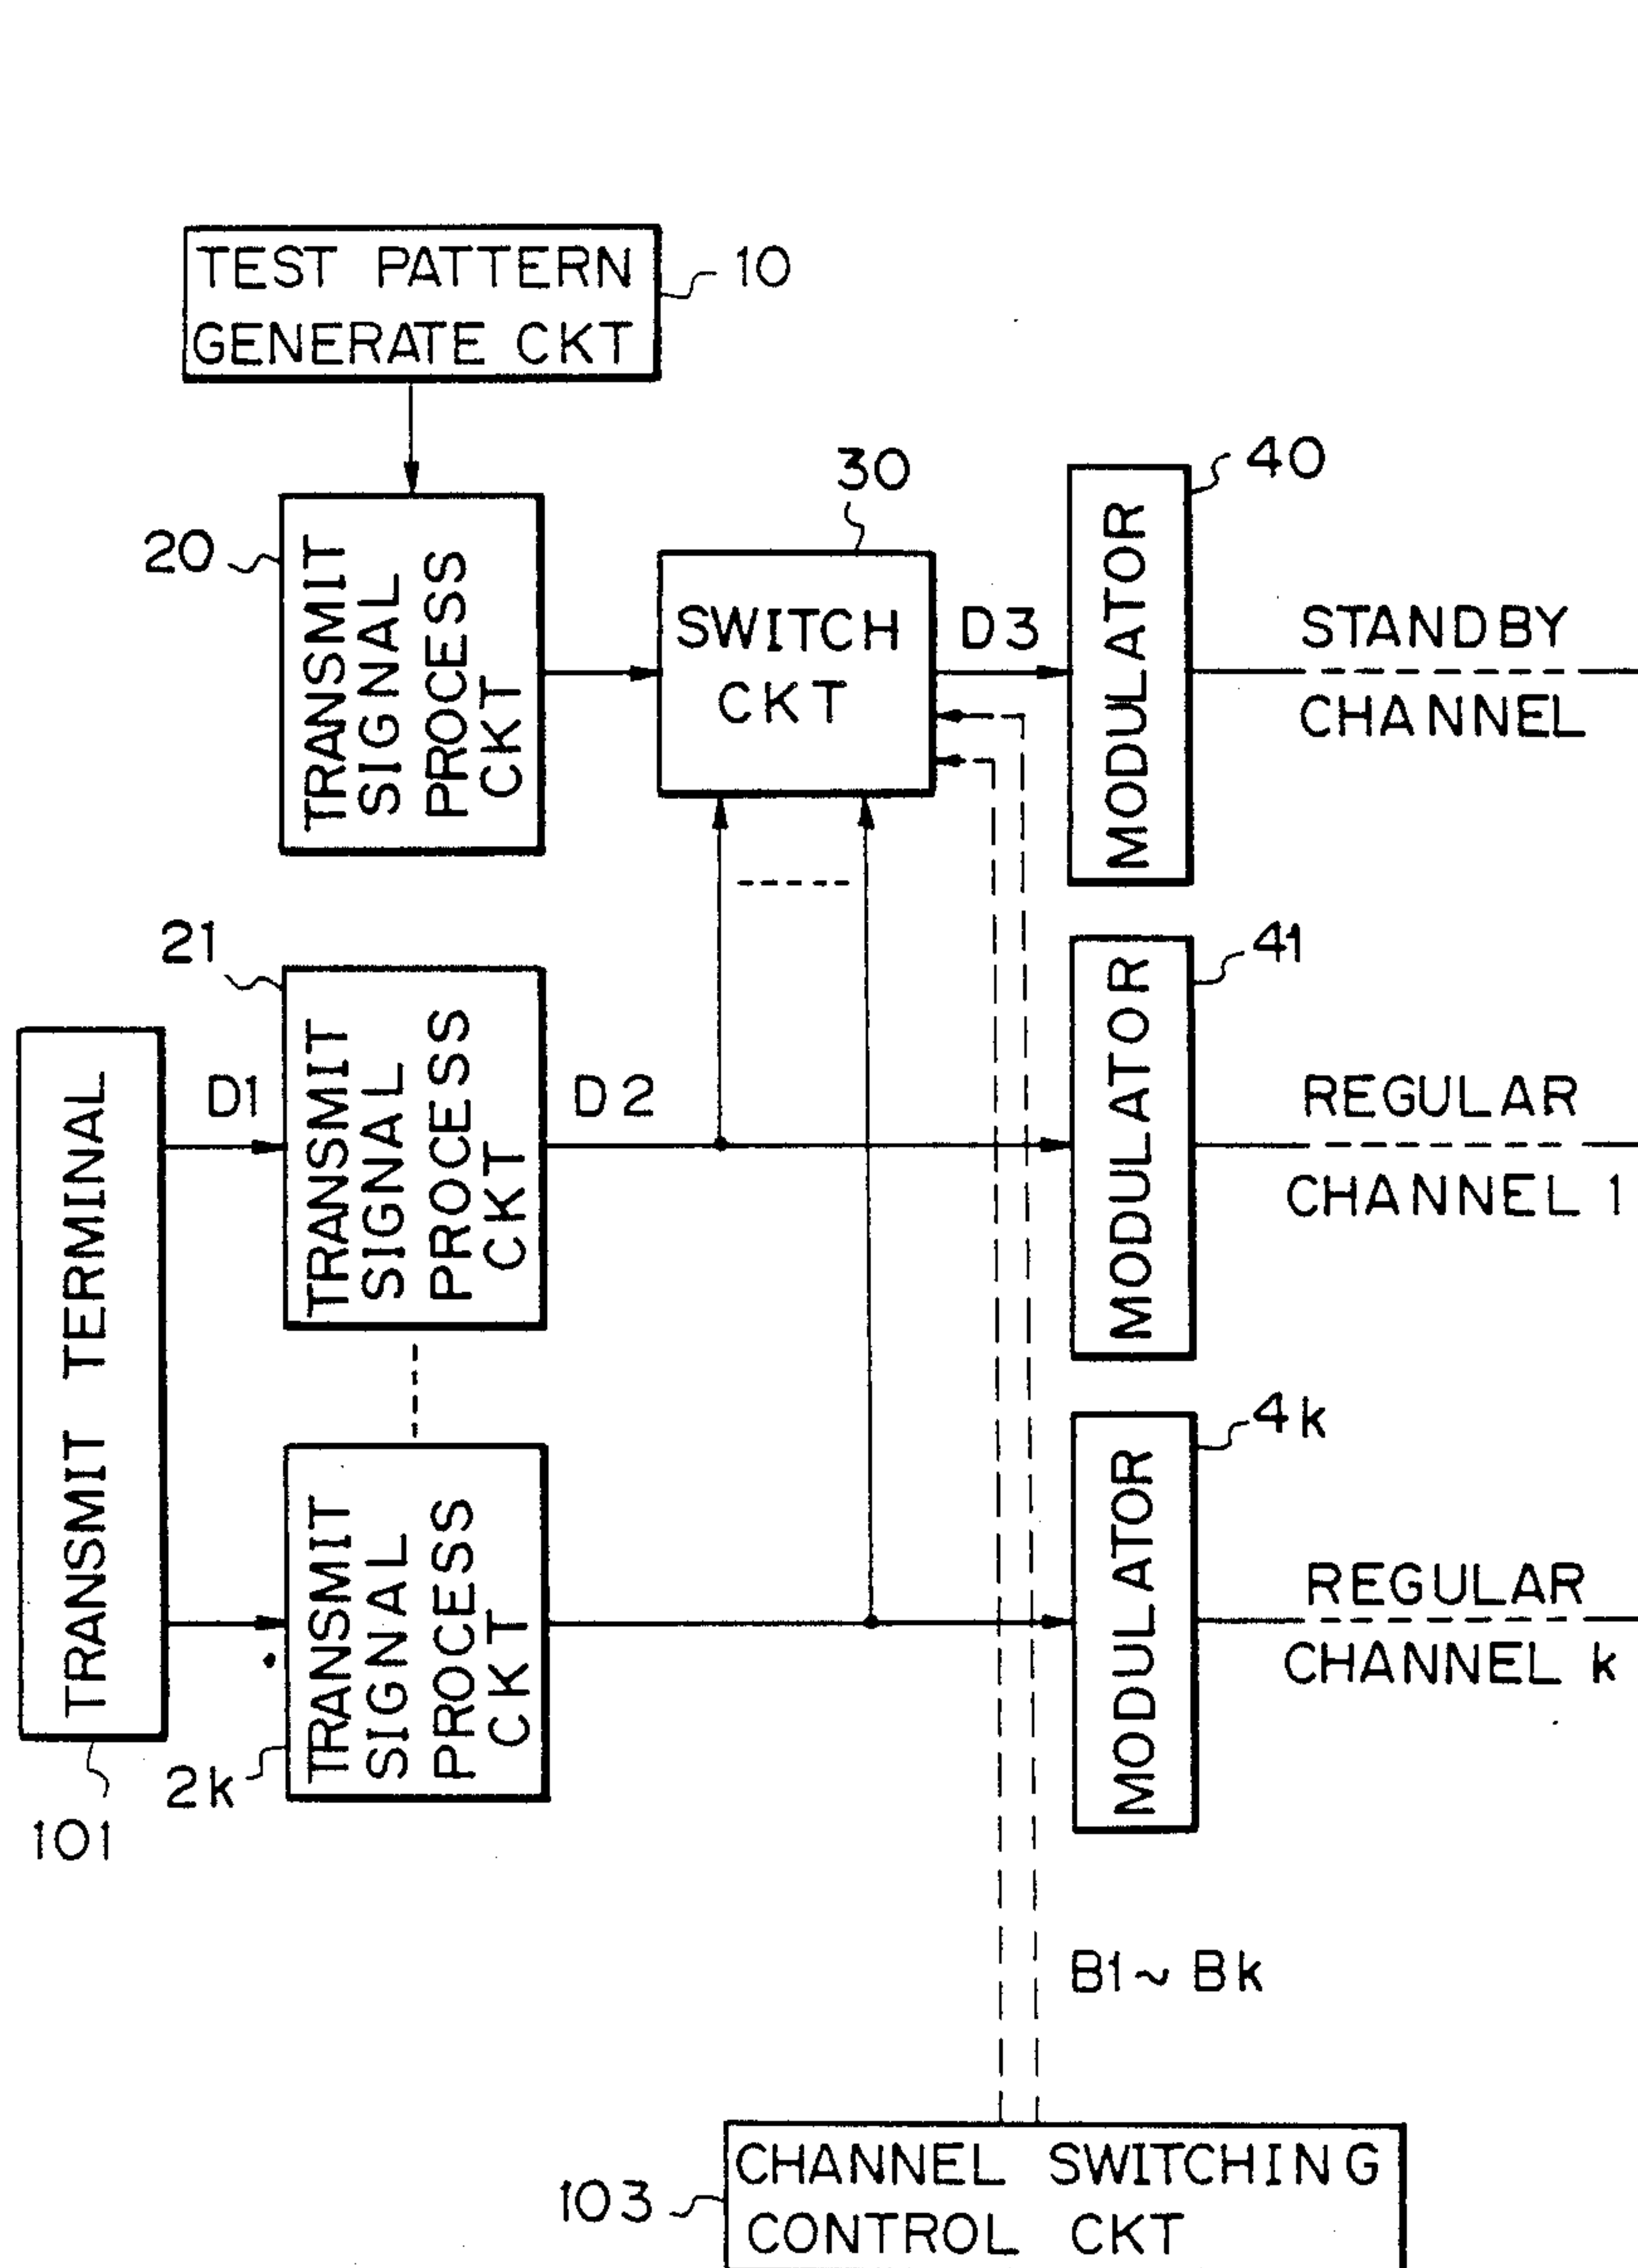 TEST PATTERN
GENERATE CKT
10
20
TRANSMIT
SIGNAL
PROCESS
CKT
30
SWITCH
CKT
D3
40
MODULATOR
STANDBY
CHANNEL
21
TRANSMIT
SIGNAL
PROCESS
CKT
D1
D2
41
MODULATOR
REGULAR
CHANNEL 1
TRANSMIT TERMINAL
101
2k
TRANSMIT
SIGNAL
PROCESS
CKT
4k
MODULATOR
REGULAR
CHANNEL k
B1~Bk
103
CHANNEL SWITCHING
CONTROL CKT